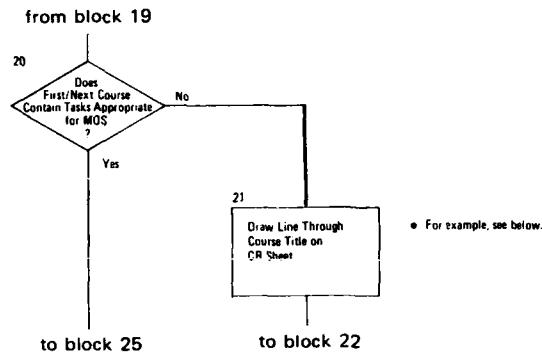 from block 19
20
Does
First/Next Course
Contain Tasks Appropriate
for MOS
?
No
Yes
21
Draw Line Through
Course Title on
CR Sheet
• For example, see below.
to block 25
to block 22